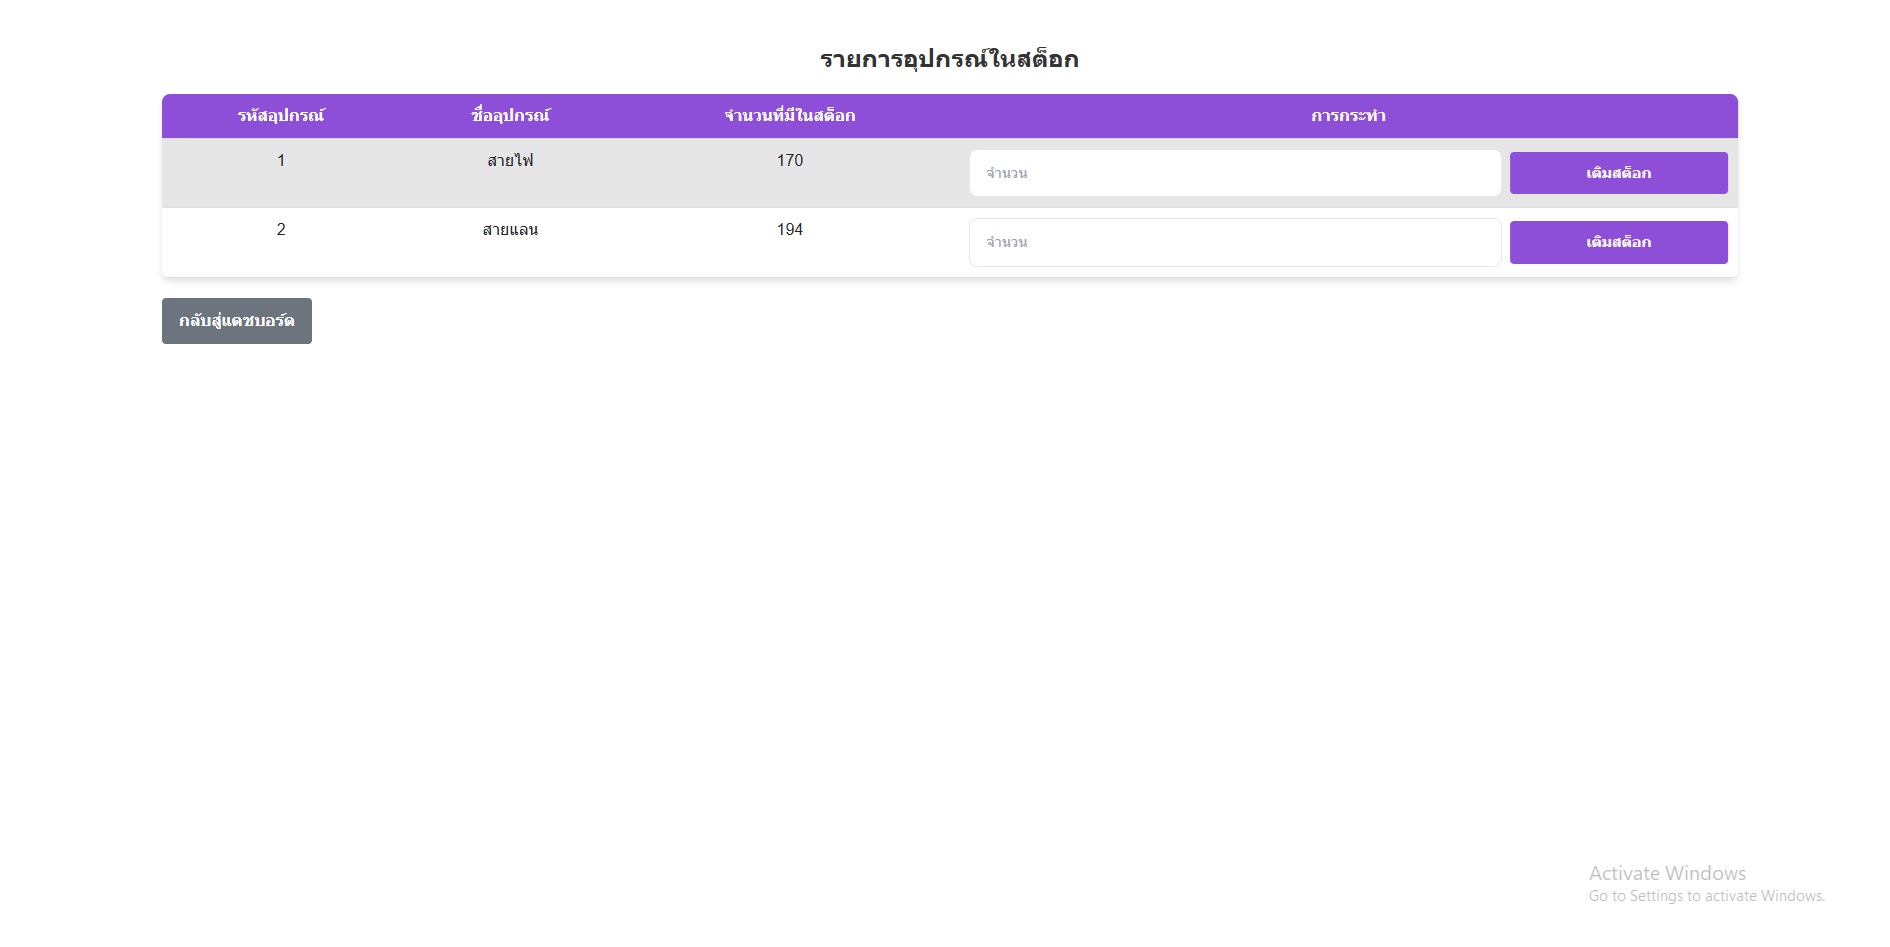 รายการอุปกรณ์ในสต็อก
รหัสอุปกรณ์ ชื่ออุปกรณ์ จำนวนที่มีในสต็อก การกระทำ
1 สายไฟ 170 จำนวน เติมสต็อก
2 สายแลน 194 จำนวน เติมสต็อก
กลับสู่แดชบอร์ด
Activate Windows
Go to Settings to activate Windows.